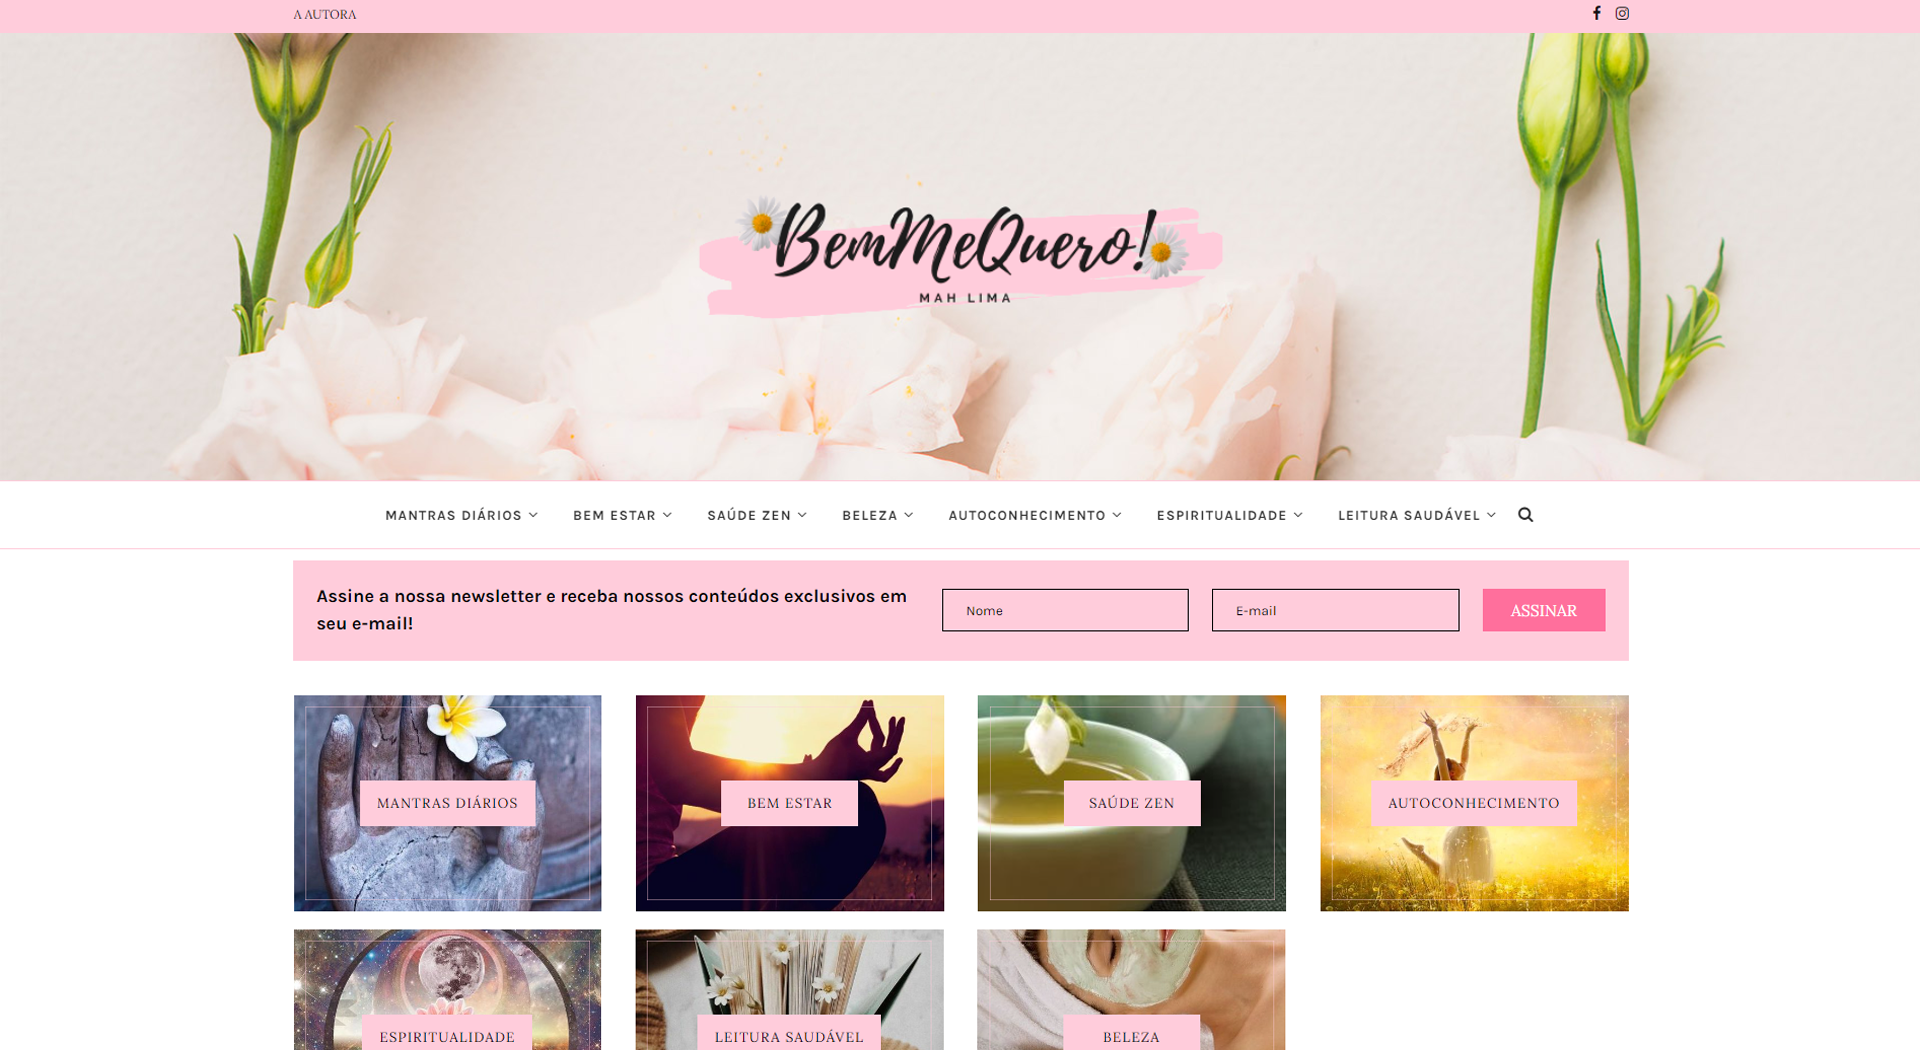 A AUTORA
BemMeQuero!
MAH LIMA
MANTRAS DIÁRIOS
BEM ESTAR
SAÚDE ZEN
BELEZA
AUTOCONHECIMENTO
ESPIRITUALIDADE
LEITURA SAUDÁVEL
Assine a nossa newsletter e receba nossos conteúdos exclusivos em
seu e-mail!
Nome
E-mail
ASSINAR
MANTRAS DIÁRIOS
BEM ESTAR
SAÚDE ZEN
AUTOCONHECIMENTO
ESPIRITUALIDADE
LEITURA SAUDÁVEL
BELEZA